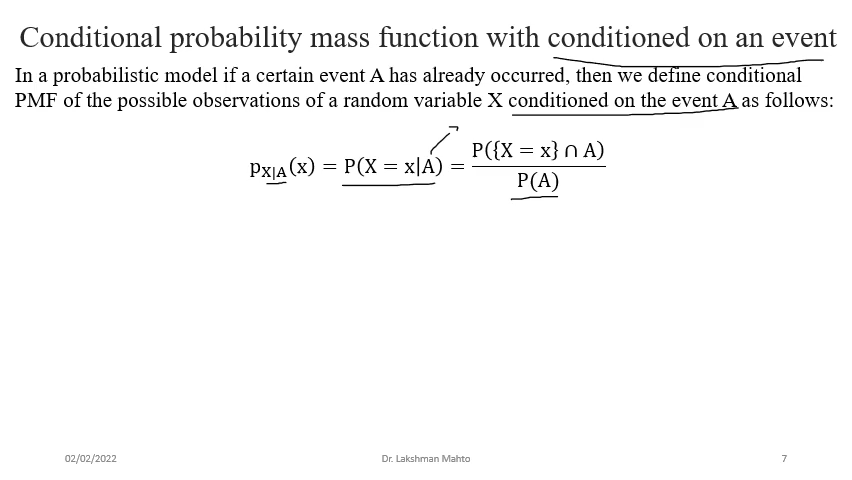 Conditional probability mass function with conditioned on an event
In a probabilistic model if a certain event A has already occurred, then we define conditional
PMF of the possible observations of a random variable X conditioned on the event A as follows:
p_{X|A}(x) = P(X = x|A) = P({X = x} ∩ A) / P(A)
02/02/2022 Dr. Lakshman Mahto 7